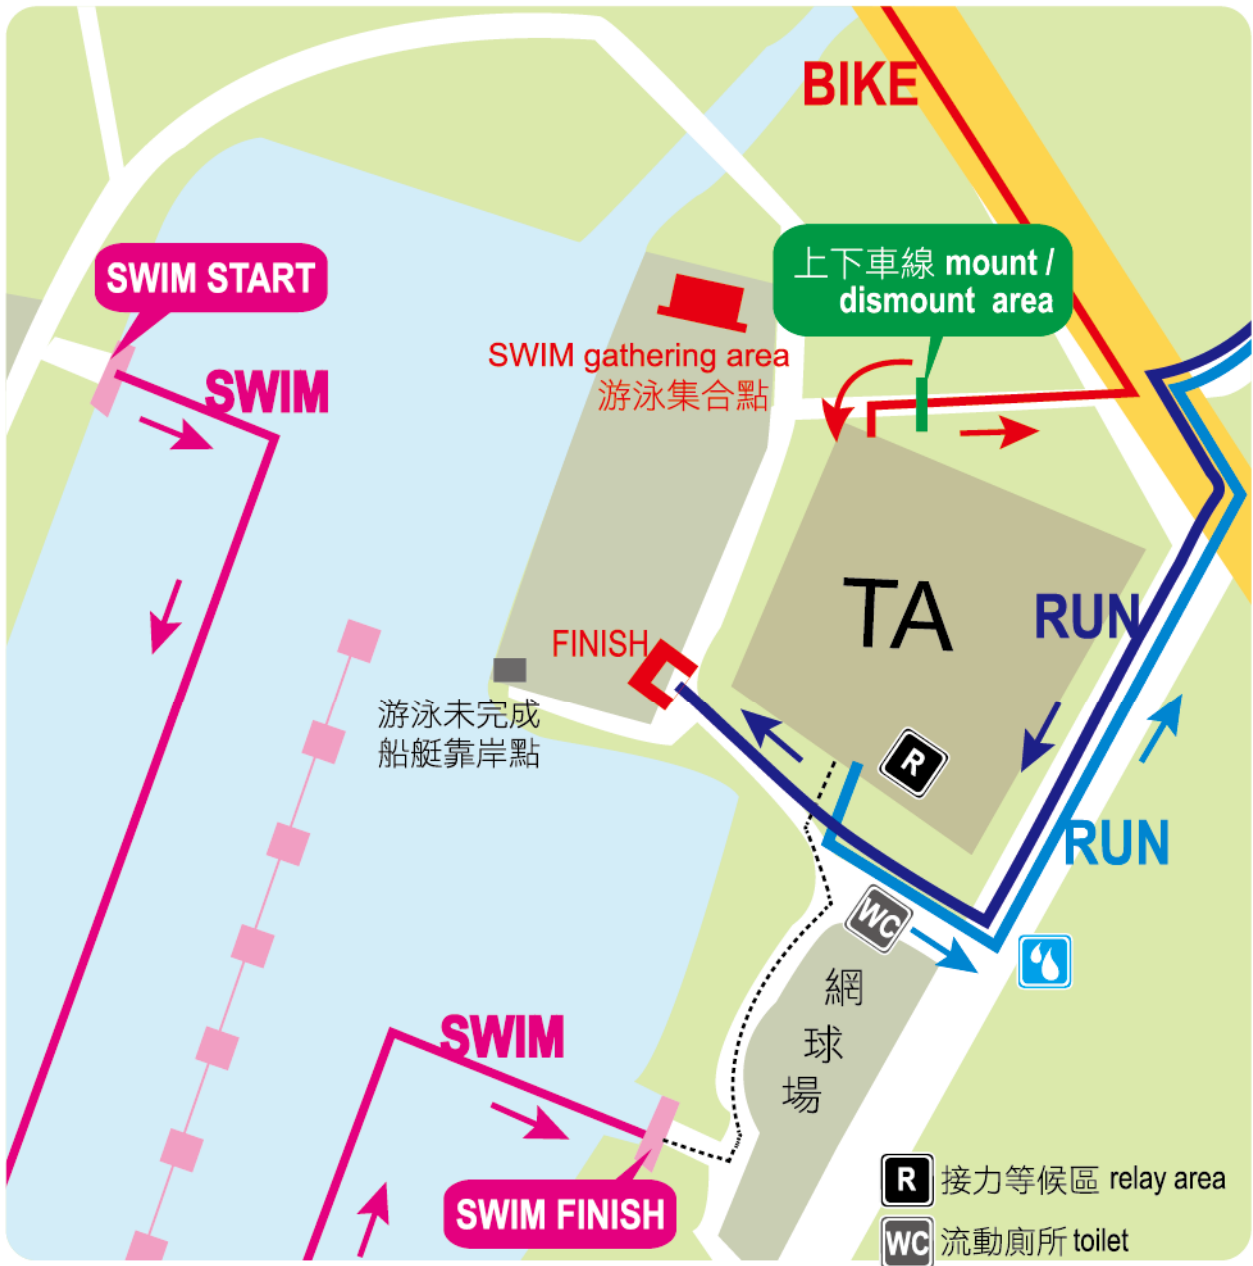 BIKE
SWIM START
上下車線 mount /
dismount area
SWIM gathering area
游泳集合點
SWIM
TA
FINISH
RUN
游泳未完成
船艇靠岸點
R
RUN
WC
網
球
場
SWIM
SWIM FINISH
R 接力等候區 relay area
WC 流動廁所 toilet